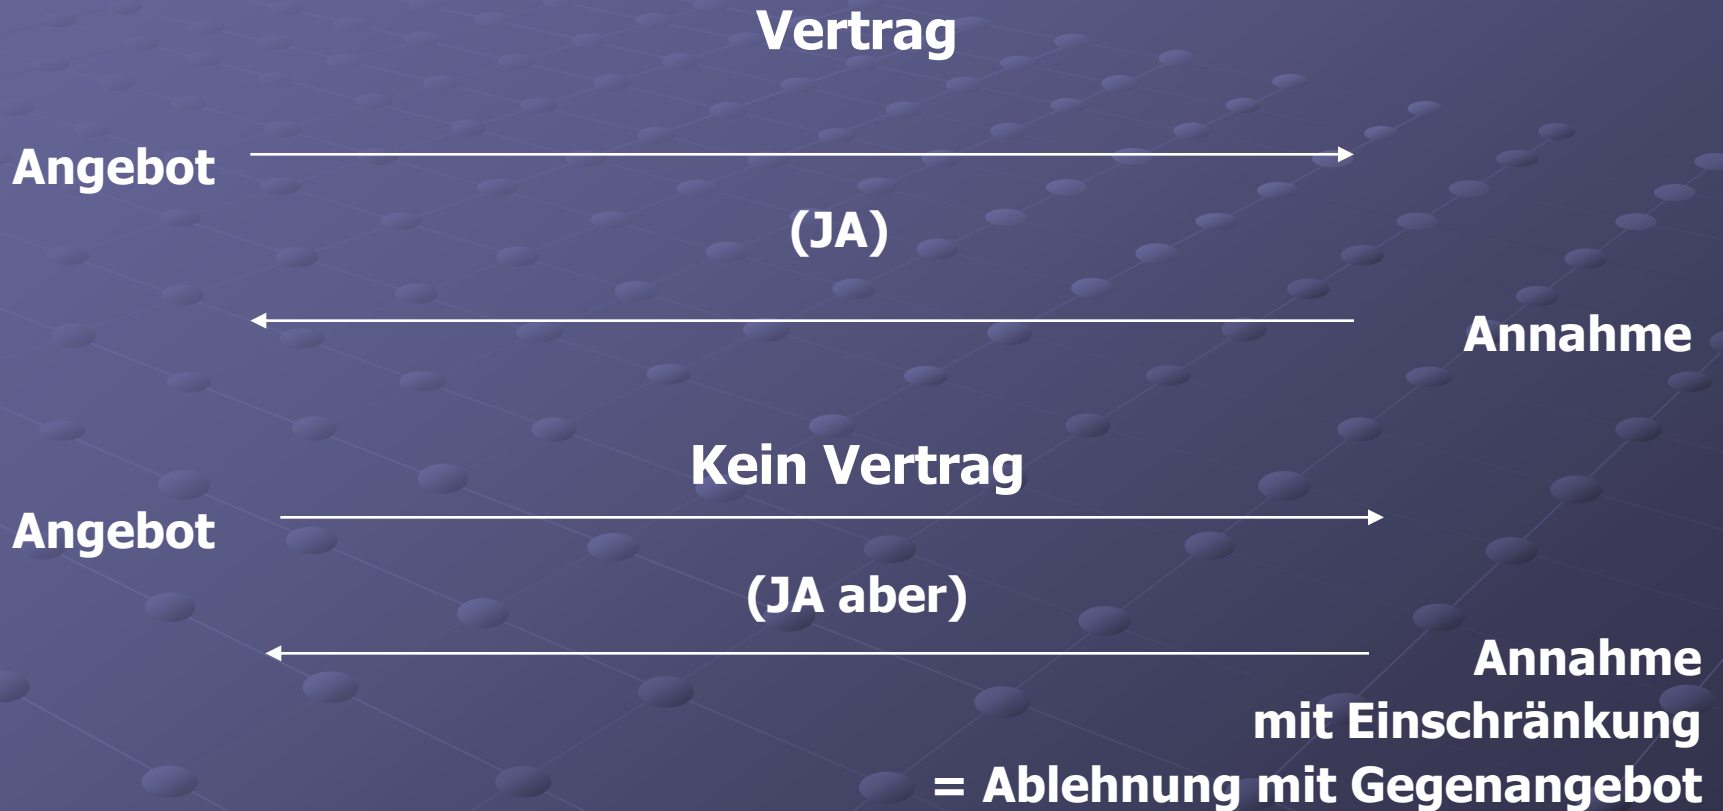 Vertrag
Angebot
(JA)
Annahme
Kein Vertrag
Angebot
(JA aber)
Annahme
mit Einschränkung
= Ablehnung mit Gegenangebot